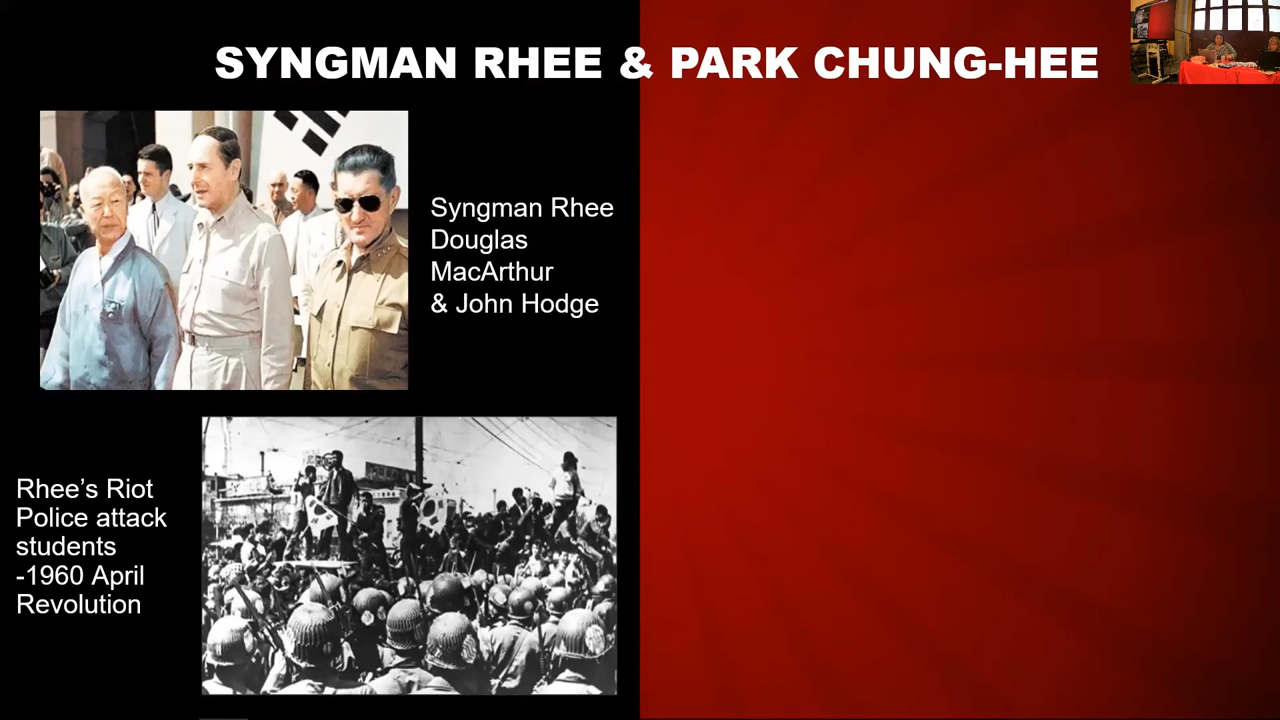 SYNGMAN RHEE & PARK CHUNG-HEE
Syngman Rhee
Douglas
MacArthur
& John Hodge
Rhee’s Riot
Police attack
students
-1960 April
Revolution